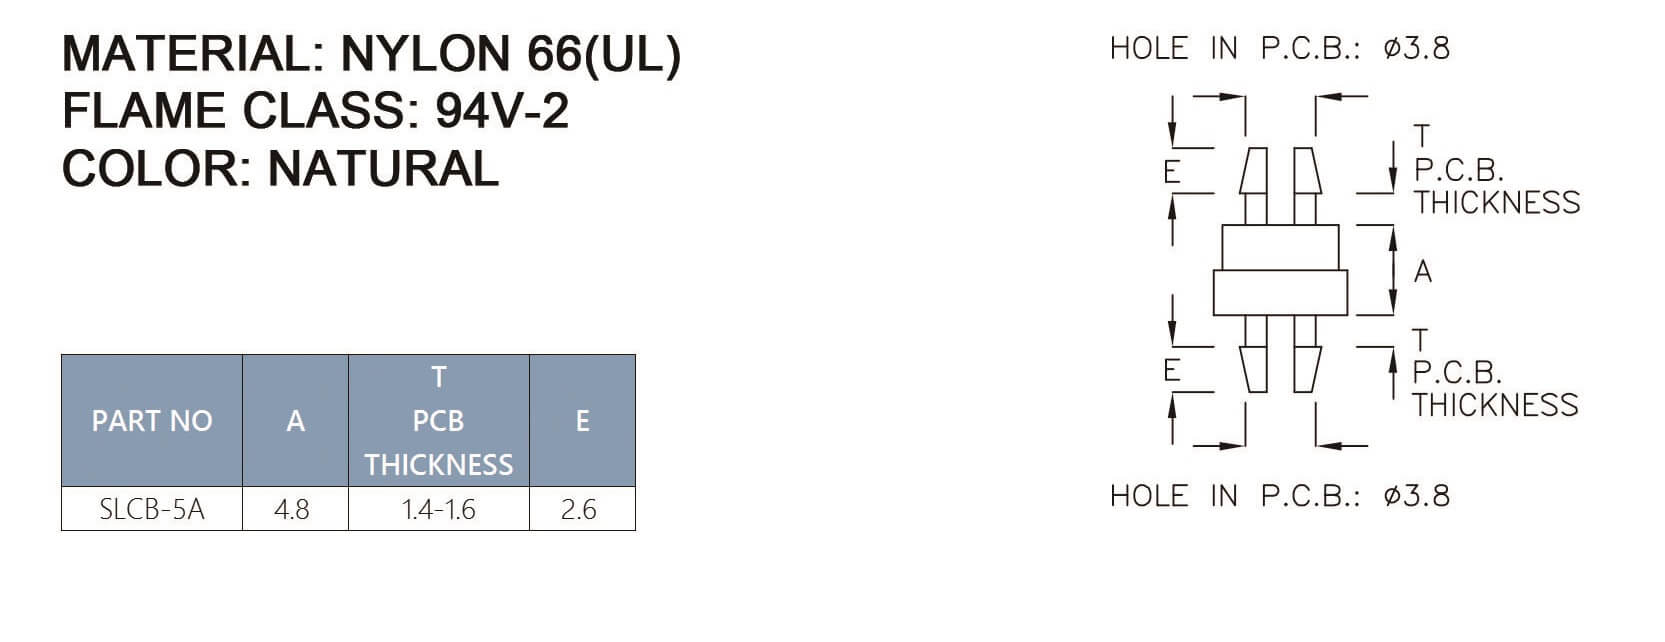 MATERIAL: NYLON 66(UL)
FLAME CLASS: 94V-2
COLOR: NATURAL
PART NO
A
T
PCB
THICKNESS
E
SLCB-5A
4.8
1.4-1.6
2.6
HOLE IN P.C.B.: ø3.8
E
T
P.C.B.
THICKNESS
A
E
T
P.C.B.
THICKNESS
HOLE IN P.C.B.: ø3.8